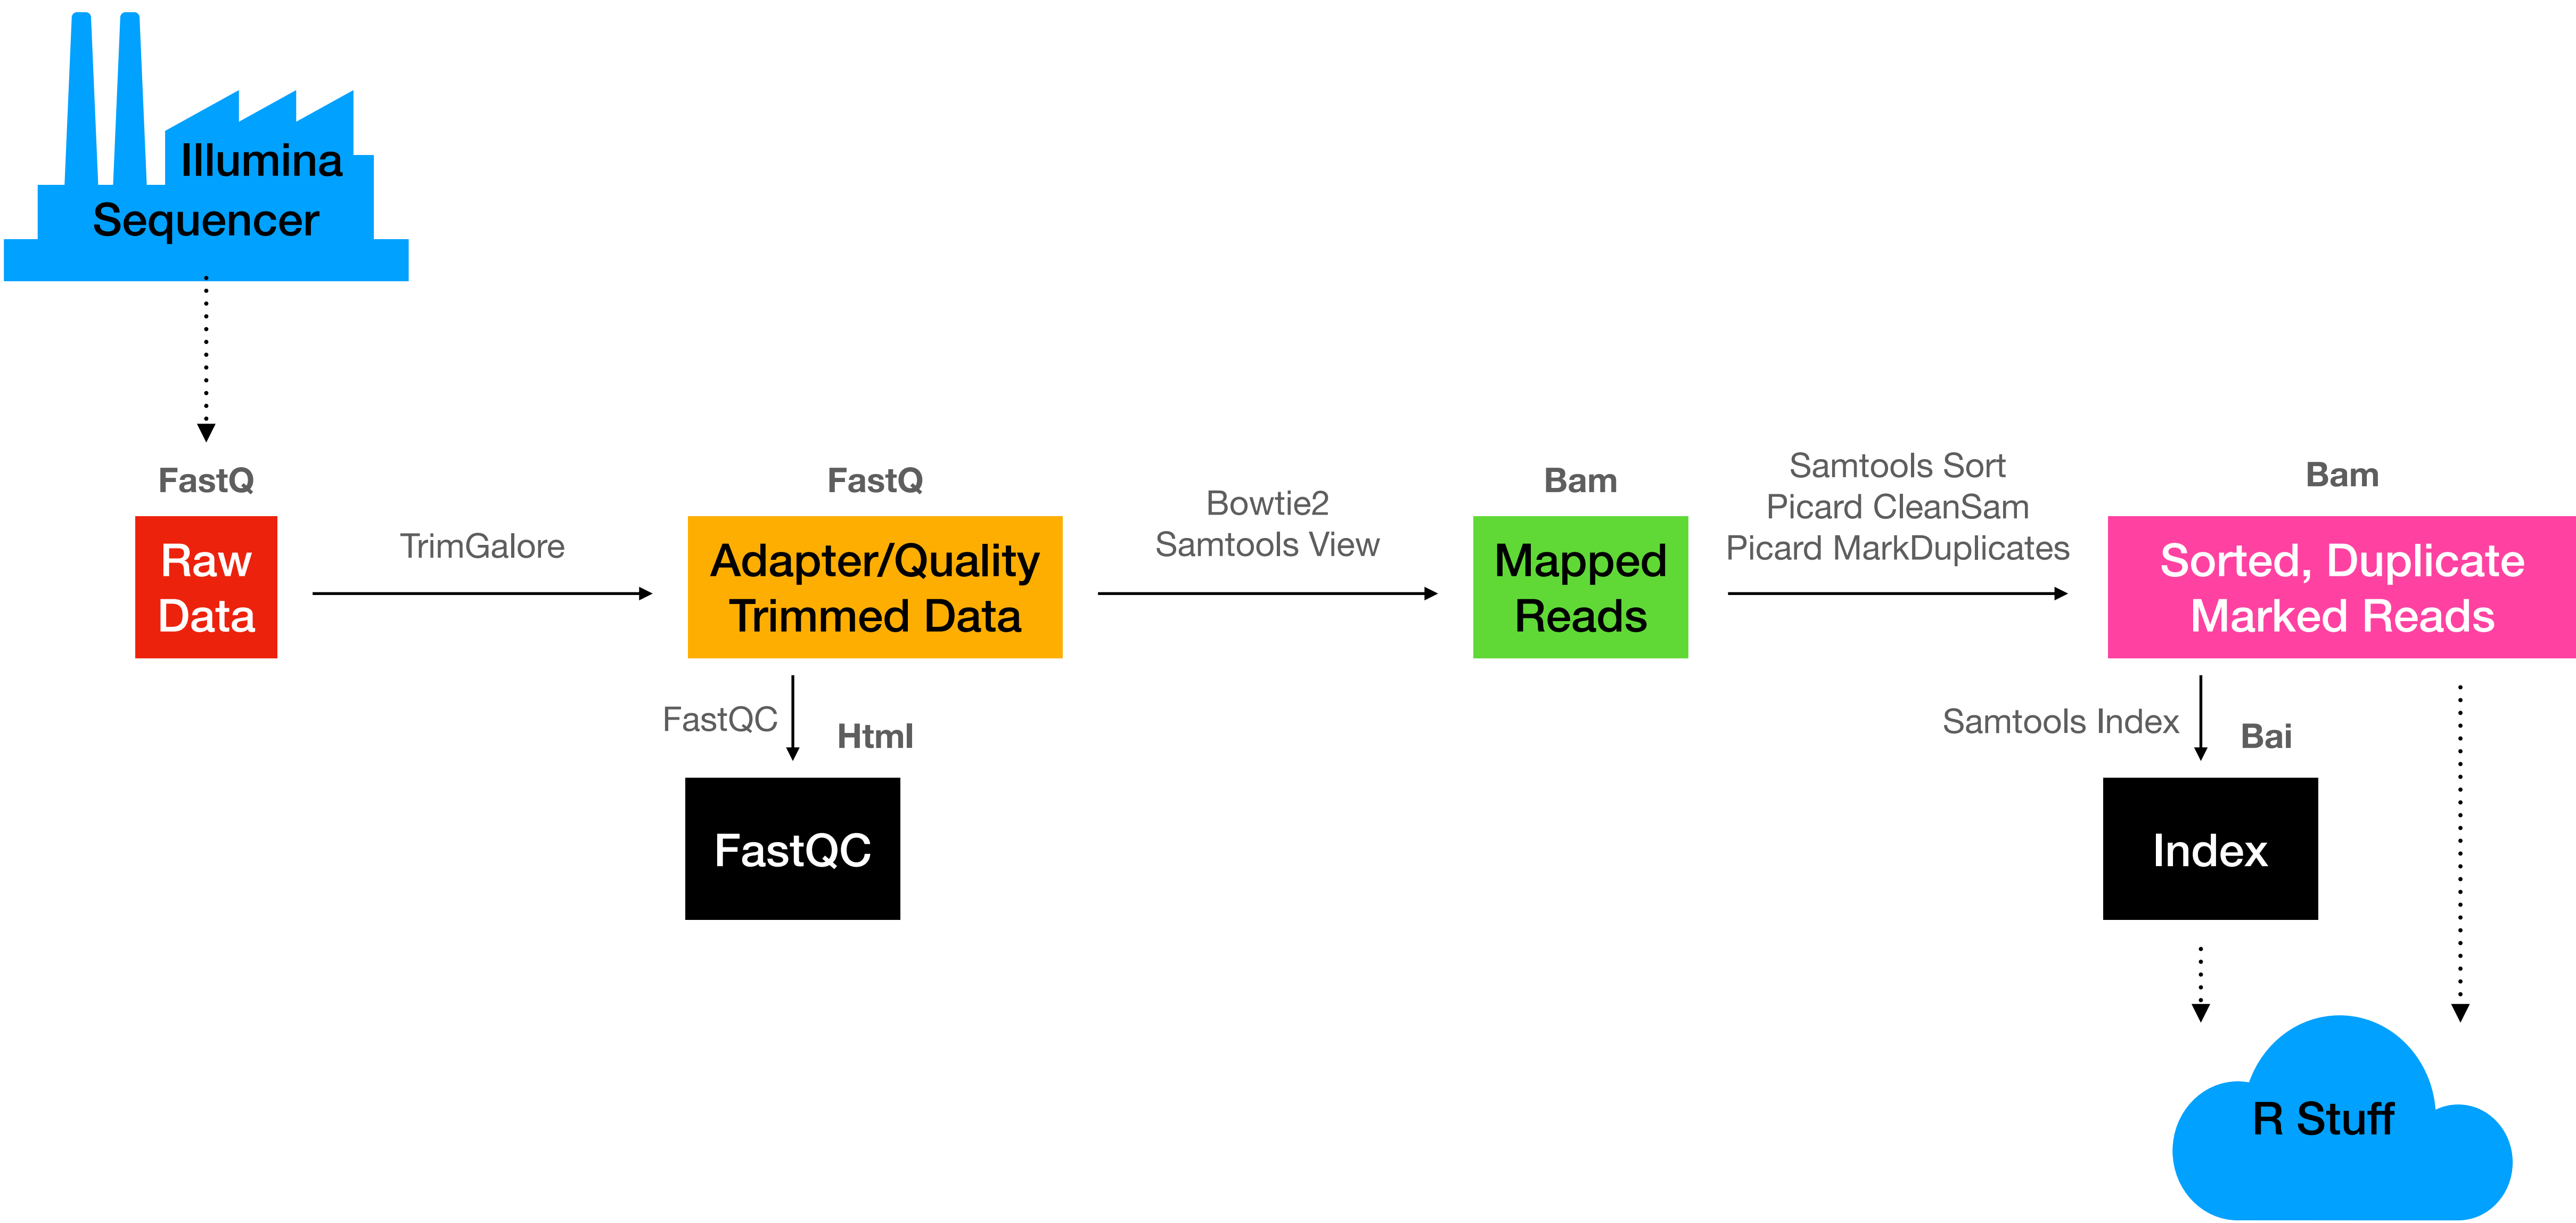 Illumina
Sequencer
FastQ
Raw
Data
TrimGalore
FastQ
Adapter/Quality
Trimmed Data
FastQC
Html
FastQC
Bowtie2
Samtools View
Bam
Mapped
Reads
Samtools Sort
Picard CleanSam
Picard MarkDuplicates
Bam
Sorted, Duplicate
Marked Reads
Samtools Index
Bai
Index
R Stuff